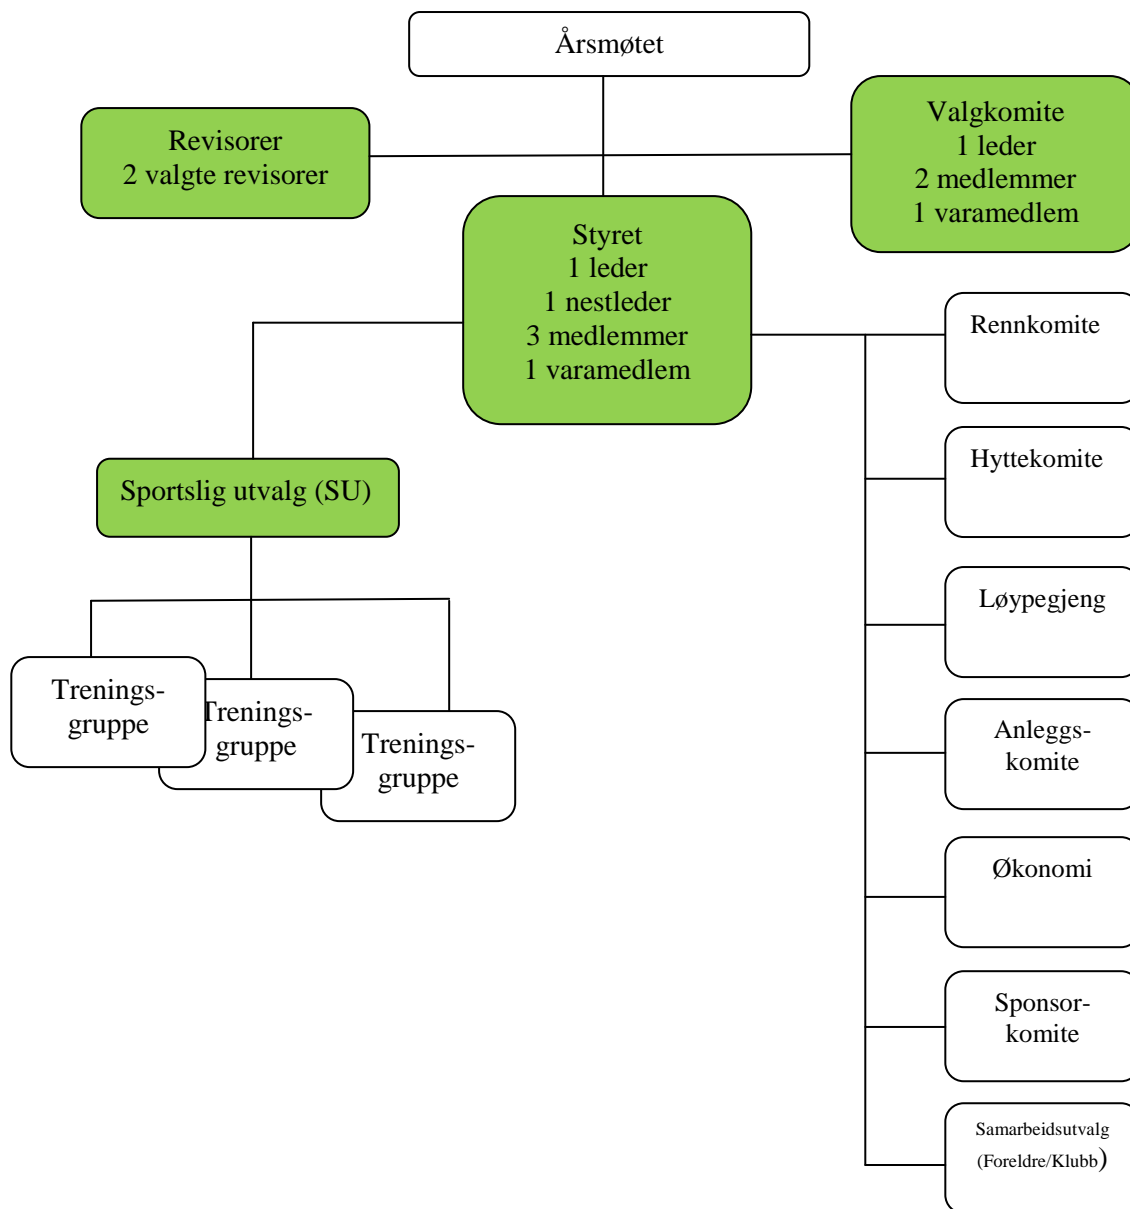 Årsmøtet
Revisorer
2 valgte revisorer
Valgkomite
1 leder
2 medlemmer
1 varamedlem
Styret
1 leder
1 nestleder
3 medlemmer
1 varamedlem
Sportslig utvalg (SU)
Trenings-
gruppe
Trenings-
gruppe
Trenings-
gruppe
Rennkomite
Hyttekomite
Løypegjeng
Anleggs-
komite
Økonomi
Sponsor-
komite
Samarbeidsutvalg
(Foreldre/Klubb)